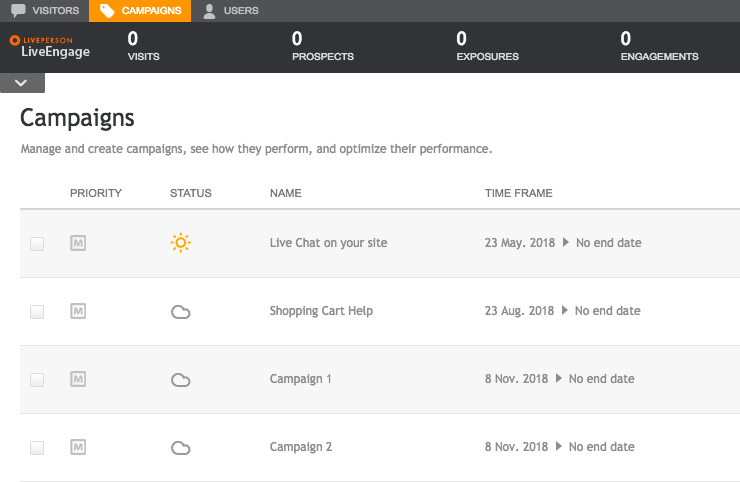 VISITORS CAMPAIGNS USERS
LIVEPERSON
LiveEngage
0 0 0 0
VISITS PROSPECTS EXPOSURES ENGAGEMENTS
Campaigns
Manage and create campaigns, see how they perform, and optimize their performance.
PRIORITY STATUS NAME TIME FRAME
M Live Chat on your site 23 May. 2018 No end date
M Shopping Cart Help 23 Aug. 2018 No end date
M Campaign 1 8 Nov. 2018 No end date
M Campaign 2 8 Nov. 2018 No end date